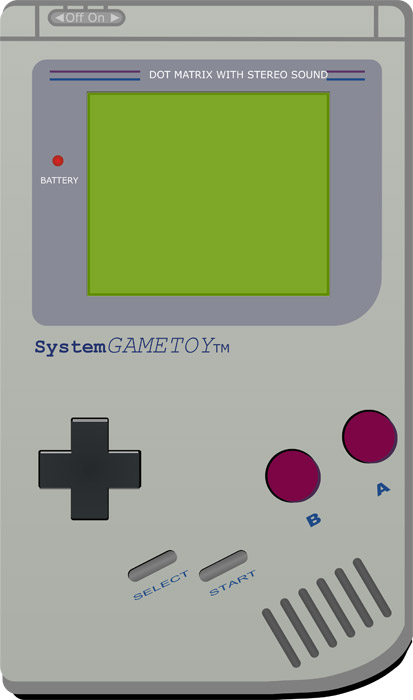 ◀Off On ▶
DOT MATRIX WITH STEREO SOUND
BATTERY
SystemGAMETOYTM
A
B
SELECT
START